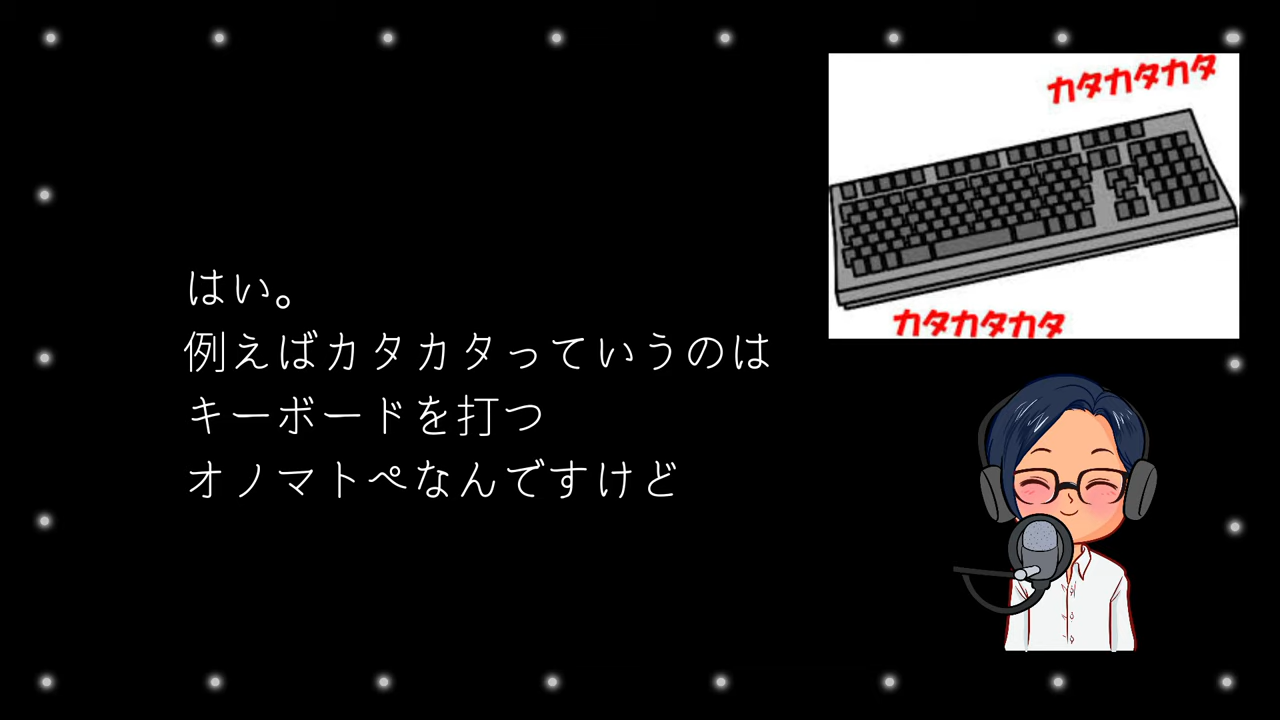 カタカタカタ
はい。
例えばカタカタっていうのは
キーボードを打つ
オノマトペなんですけど
カタカタカタ